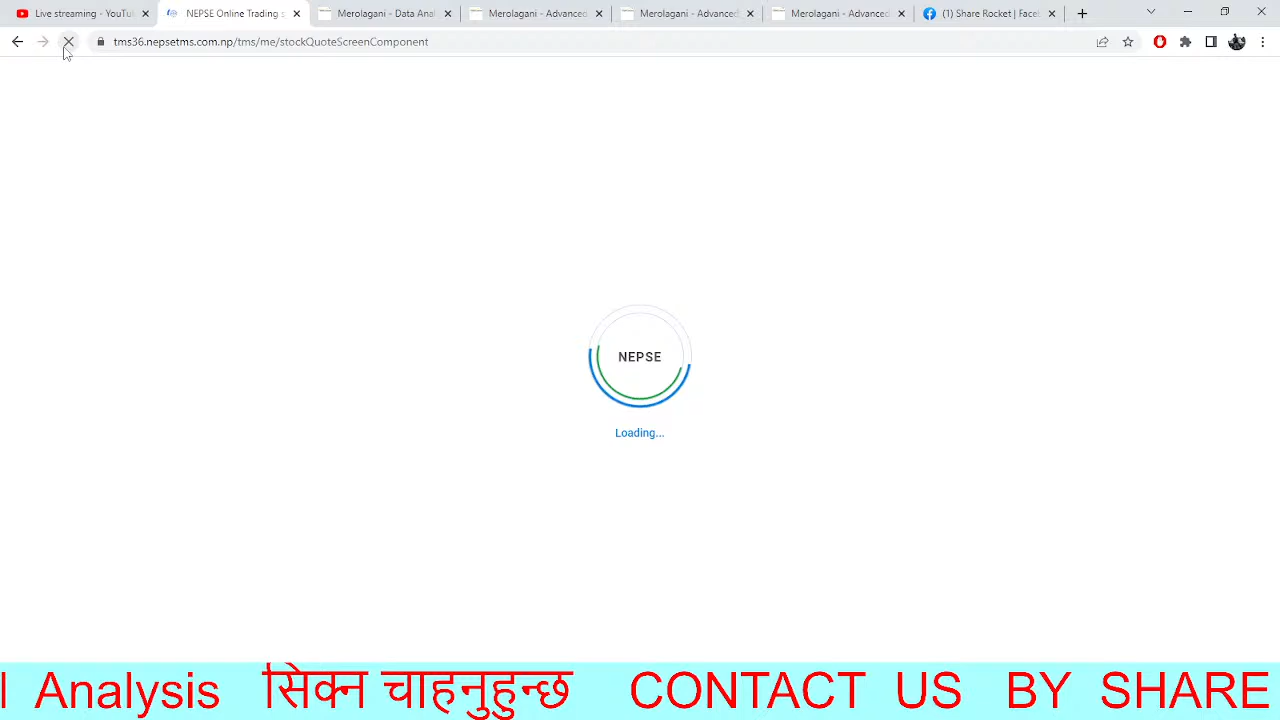 Live streaming - YouTu
NEPSE Online Trading s
Merolagani - Data Anal
Merolagani - Advanced
Merolagani - Advanced
Merolagani - Advanced
(1) Share Rocket | Face
tms36.nepsetms.com.np/tms/me/stockQuoteScreenComponent
NEPSE
Loading...
l Analysis सिक्न चाहनुहुन्छ CONTACT US BY SHARE